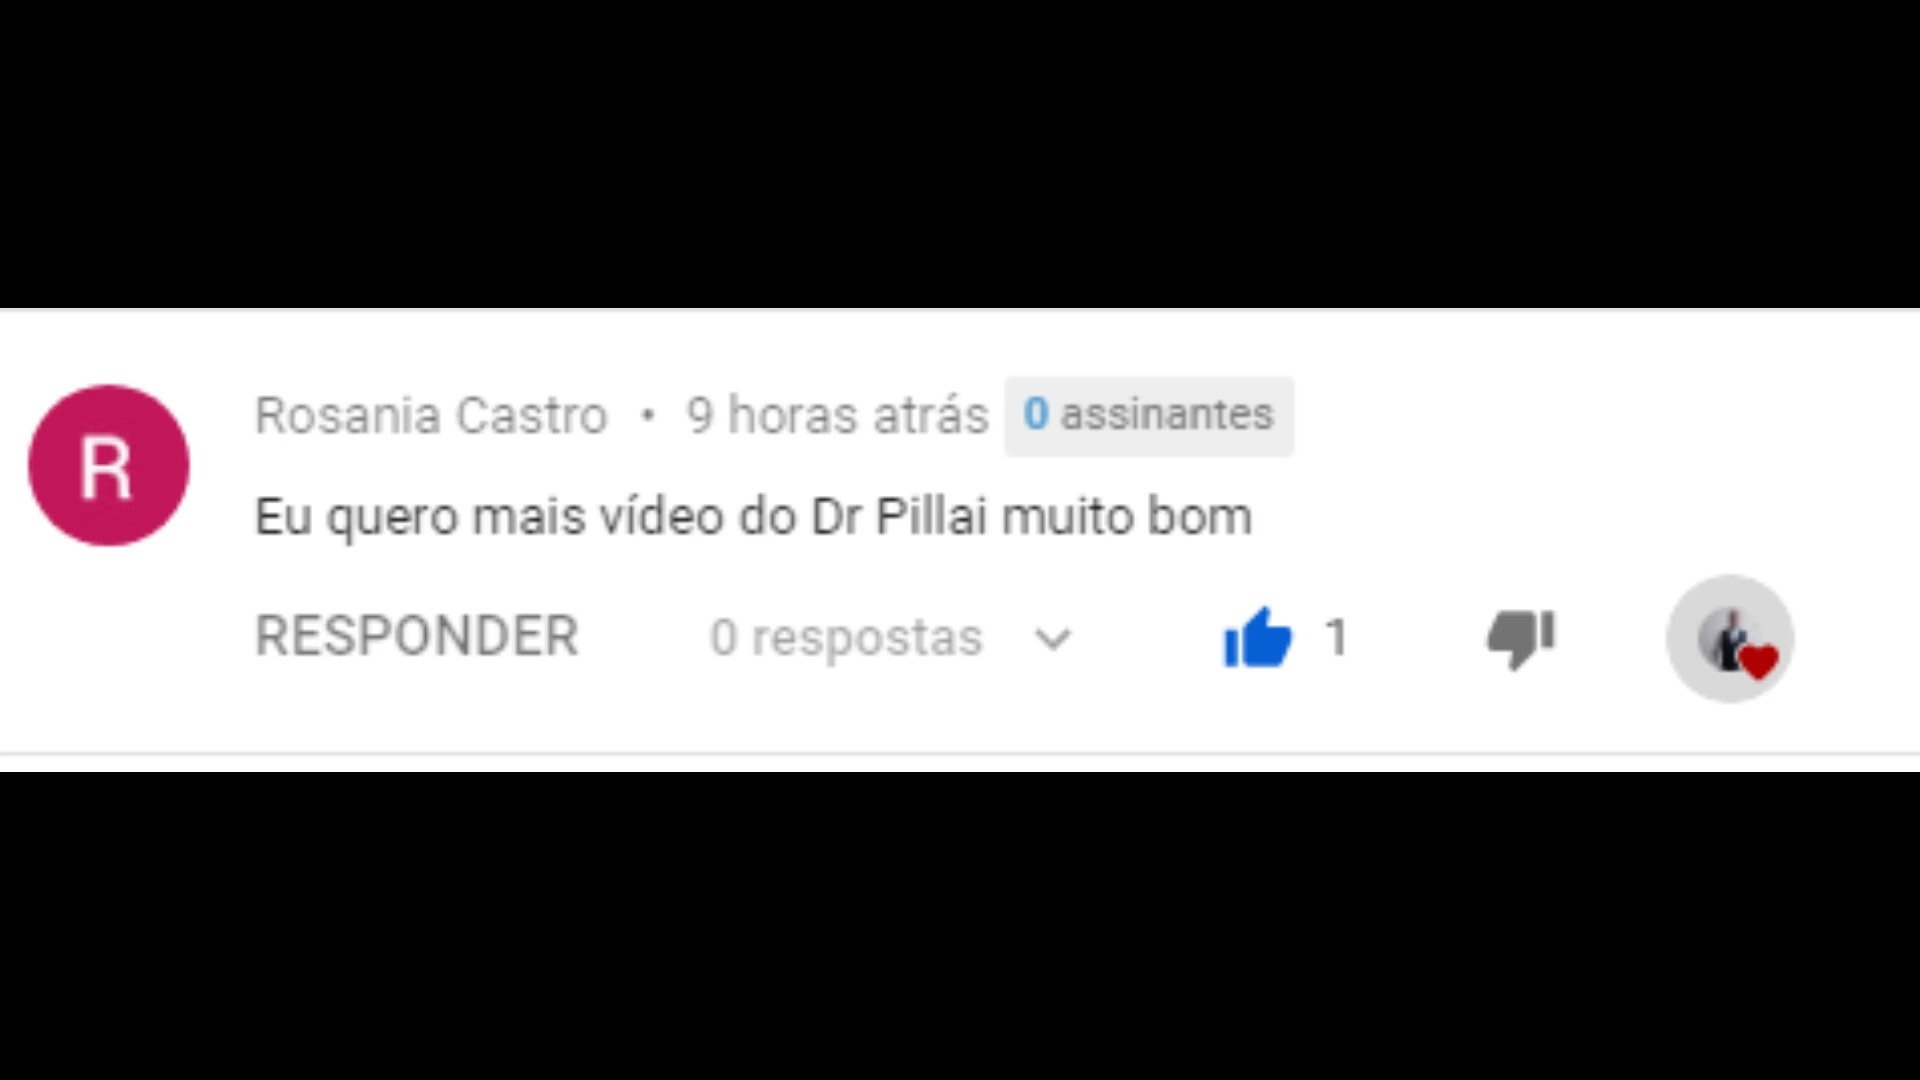 R
Rosania Castro • 9 horas atrás 0 assinantes
Eu quero mais vídeo do Dr Pillai muito bom
RESPONDER 0 respostas 1